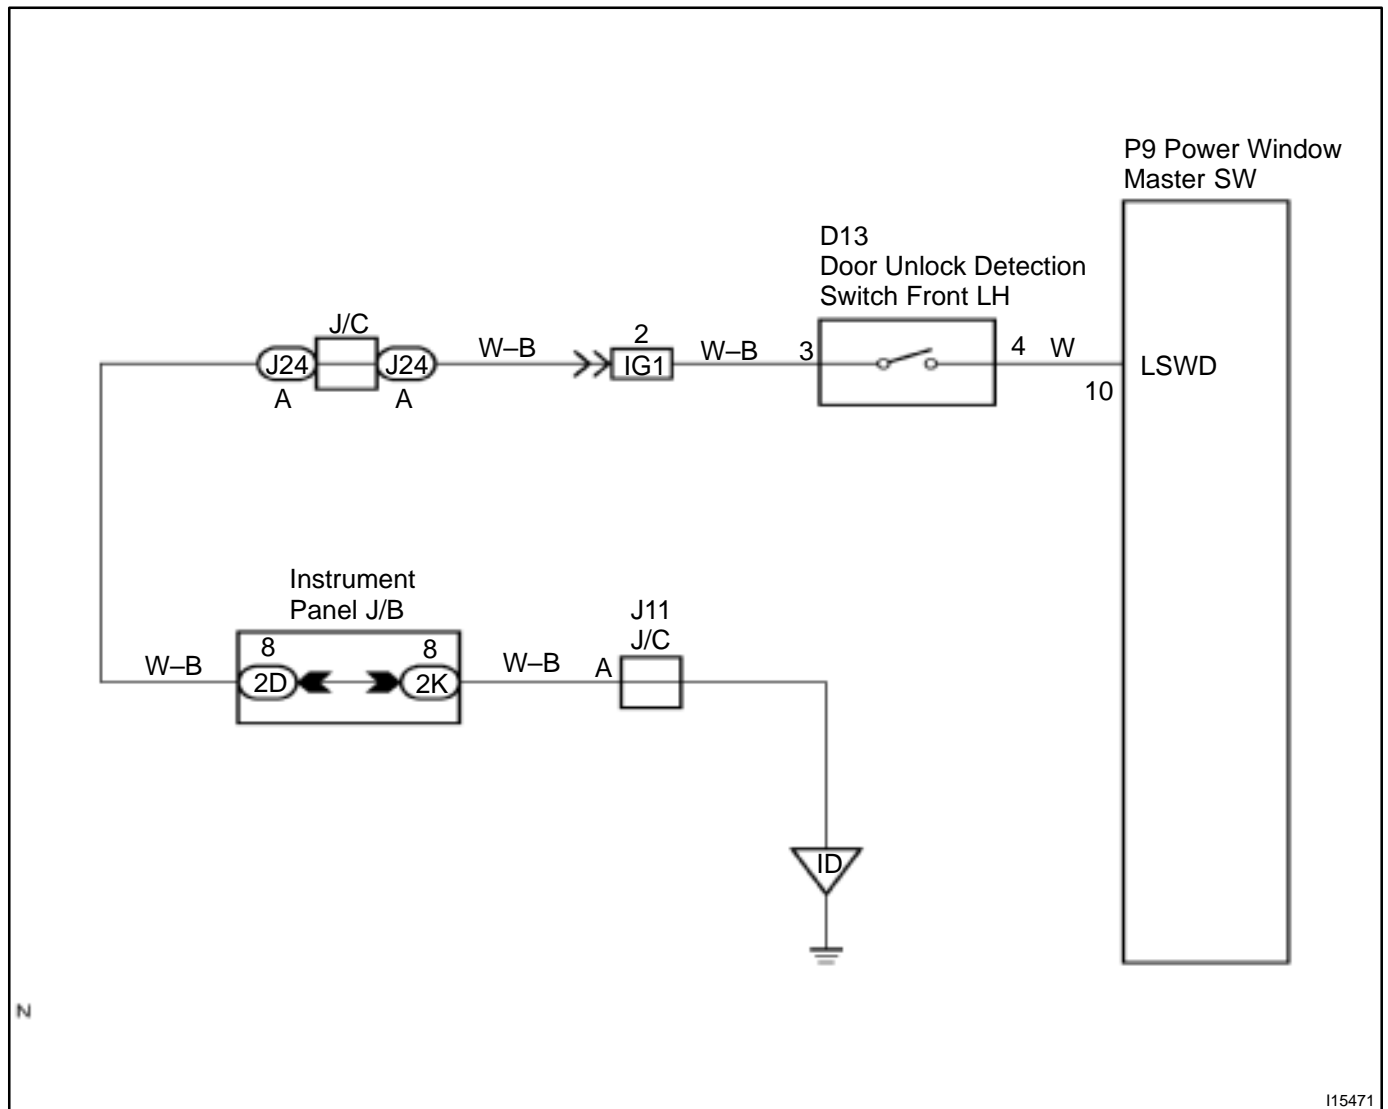 P9 Power Window
Master SW
D13
Door Unlock Detection
Switch Front LH
J/C
J24
J24
A
A
W–B
2
IG1
W–B
3
4
W
10
LSWD
Instrument
Panel J/B
W–B
8
2D
8
2K
W–B
J11
J/C
A
ID
N
I15471